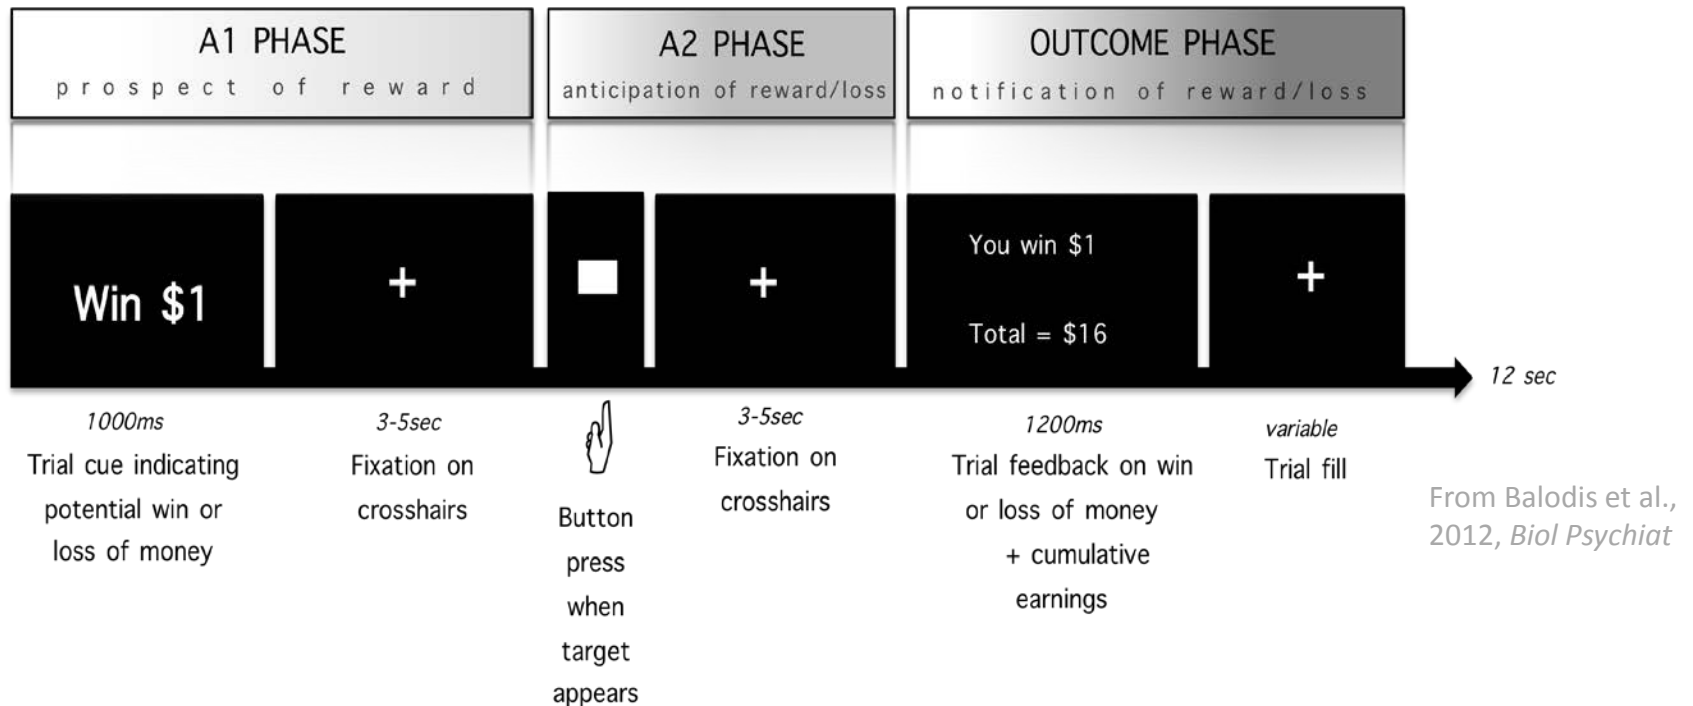 A1 PHASE
prospect of reward
A2 PHASE
anticipation of reward/loss
OUTCOME PHASE
notification of reward/loss
Win $1
+
+
You win $1
Total = $16
+
12 sec
1000ms
Trial cue indicating
potential win or
loss of money
3-5sec
Fixation on
crosshairs
Button
press
when
target
appears
3-5sec
Fixation on
crosshairs
1200ms
Trial feedback on win
or loss of money
+ cumulative
earnings
variable
Trial fill
From Balodis et al.,
2012, Biol Psychiat